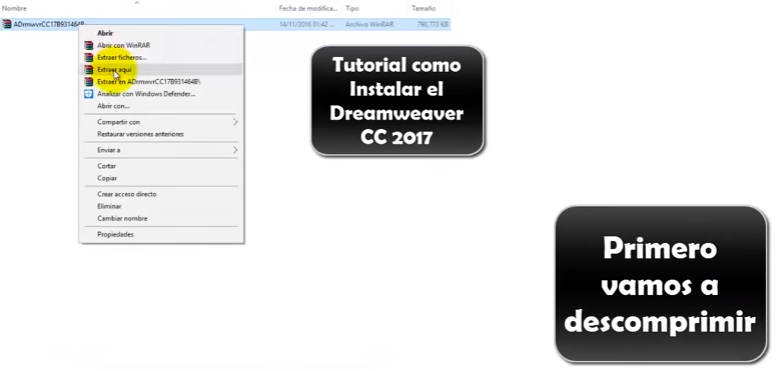 Nombre Fecha de modifica... Tipo Tamaño
ADrmwvrCC17B931464B 14/11/2016 01:42 ... Archivo WinRAR 790,773 KB
Abrir
Abrir con WinRAR
Extraer ficheros...
Extraer aquí
Extraer en ADrmwvrCC17B931464B\
Analizar con Windows Defender...
Abrir con...
Compartir con
Restaurar versiones anteriores
Enviar a
Cortar
Copiar
Crear acceso directo
Eliminar
Cambiar nombre
Propiedades
Tutorial como
Instalar el
Dreamweaver
CC 2017
Primero
vamos a
descomprimir